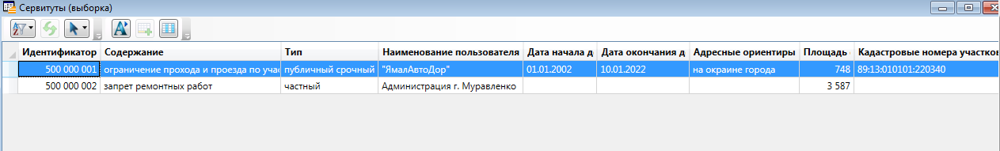 Сервитуты (выборка)
Идентификатор Содержание Тип Наименование пользователя Дата начала д Дата окончания д Адресные ориентиры Площадь Кадастровые номера участков
500 000 001 ограничение прохода и проезда по учас публичный срочный "ЯмалАвтоДор" 01.01.2002 10.01.2022 на окраине города 748 89:13:010101:220340
500 000 002 запрет ремонтных работ частный Администрация г. Муравленко 3 587